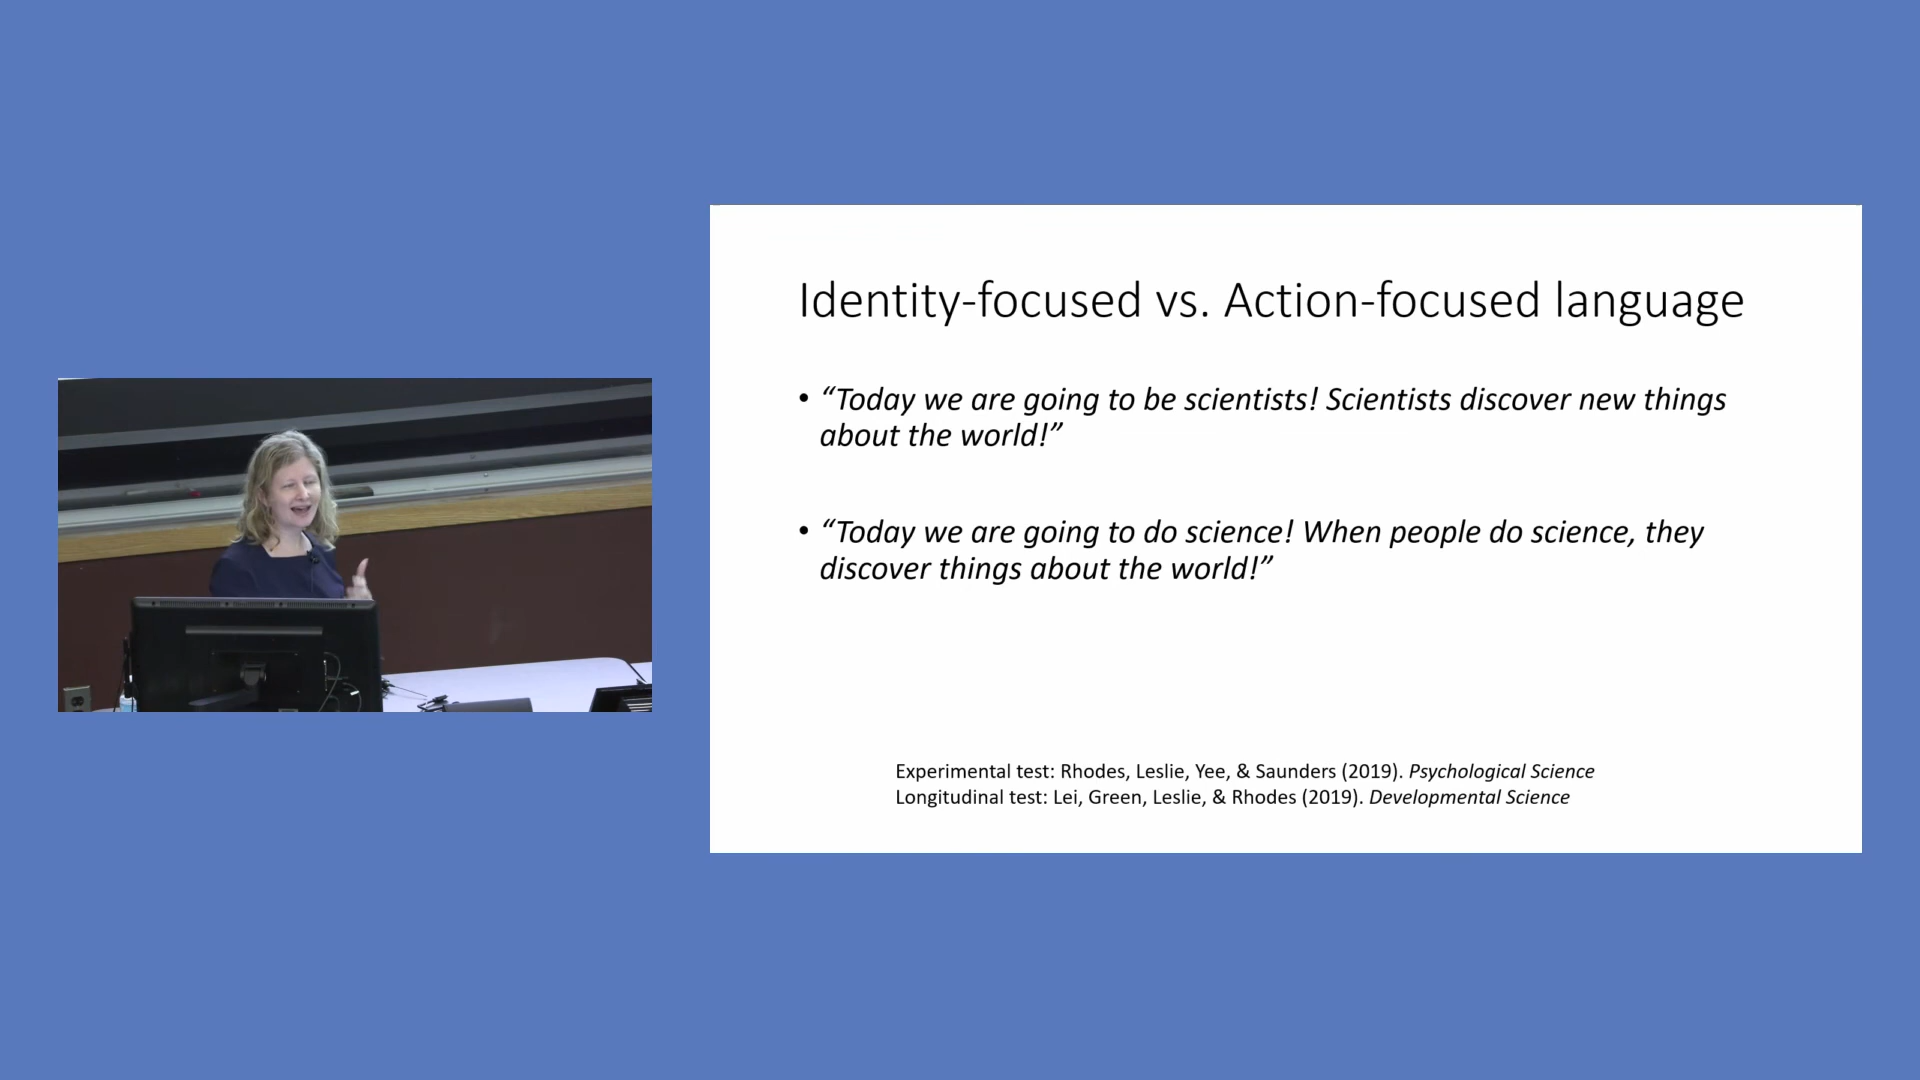 Identity-focused vs. Action-focused language
• “Today we are going to be scientists! Scientists discover new things
about the world!”
• “Today we are going to do science! When people do science, they
discover things about the world!”
Experimental test: Rhodes, Leslie, Yee, & Saunders (2019). Psychological Science
Longitudinal test: Lei, Green, Leslie, & Rhodes (2019). Developmental Science